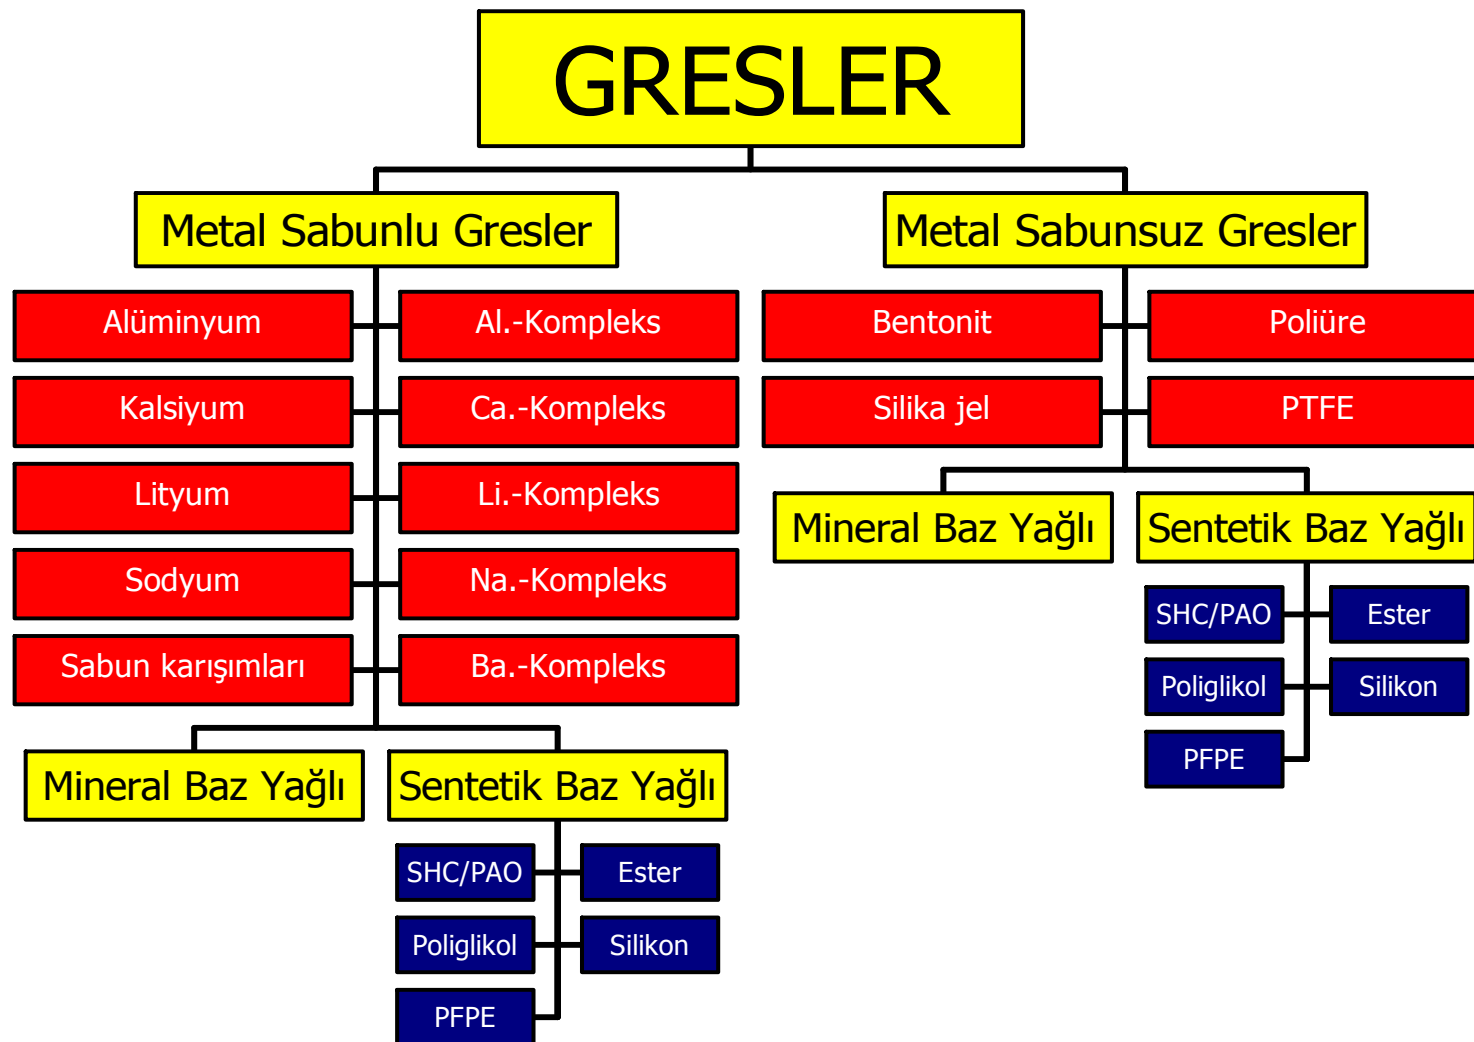 GRESLER
Metal Sabunlu Gresler
Metal Sabunsuz Gresler
Alüminyum
Al.-Kompleks
Bentonit
Poliüre
Kalsiyum
Ca.-Kompleks
Silika jel
PTFE
Lityum
Li.-Kompleks
Mineral Baz Yağlı
Sentetik Baz Yağlı
Sodyum
Na.-Kompleks
SHC/PAO
Ester
Sabun karışımları
Ba.-Kompleks
Poliglikol
Silikon
PFPE
Mineral Baz Yağlı
Sentetik Baz Yağlı
SHC/PAO
Ester
Poliglikol
Silikon
PFPE